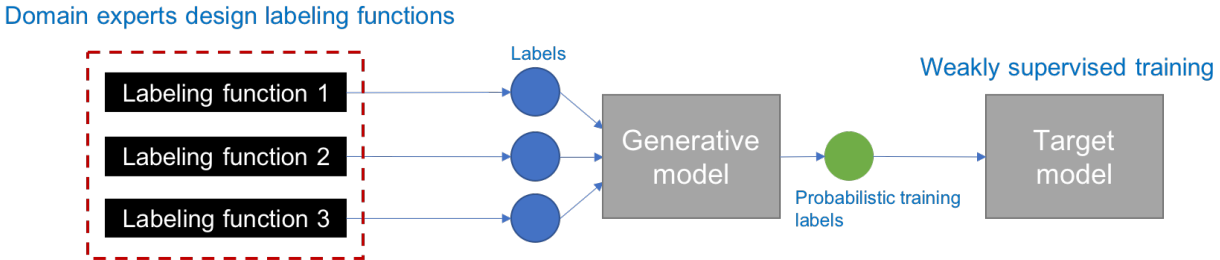 Domain experts design labeling functions
Labels
Weakly supervised training
Labeling function 1
Labeling function 2
Labeling function 3
Generative
model
Probabilistic training
labels
Target
model